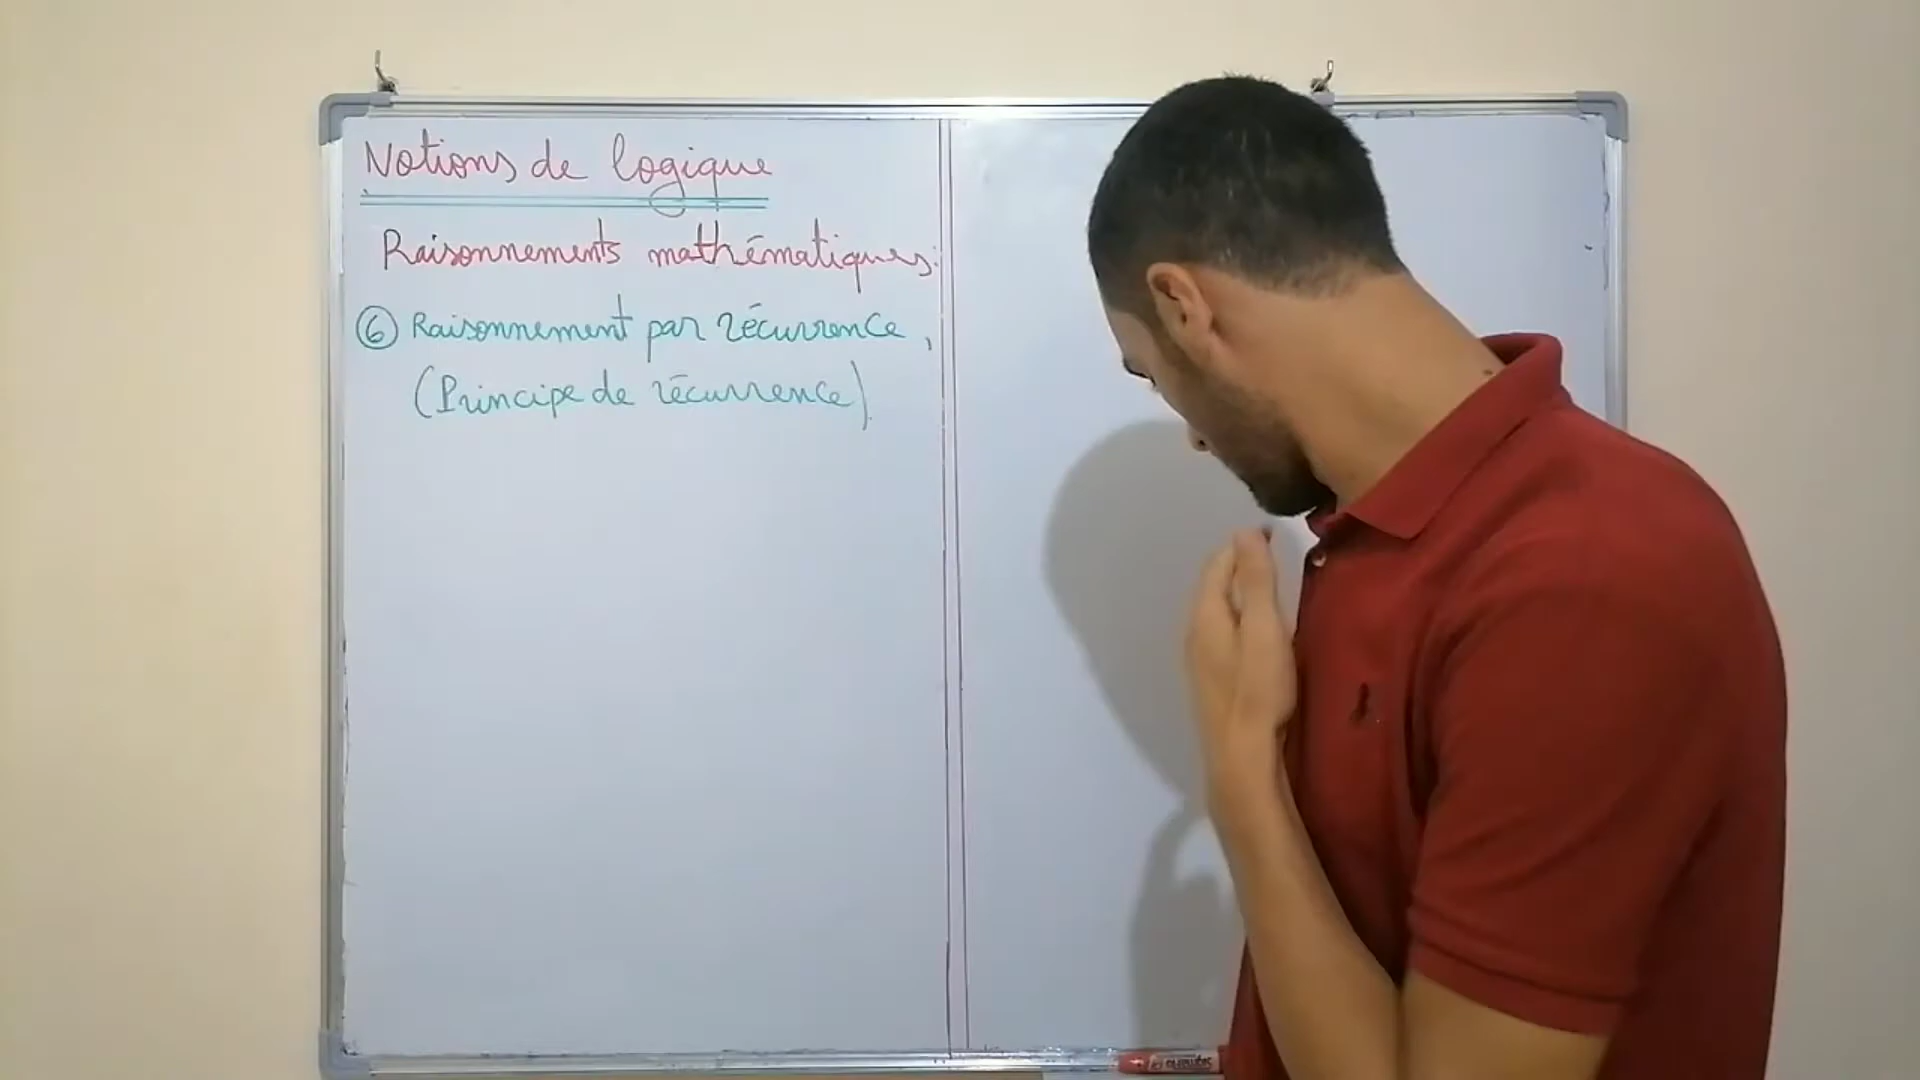 Notions de logique
Raisonnements mathématiques:
⑥ Raisonnement par récurrence,
(Principe de récurrence).